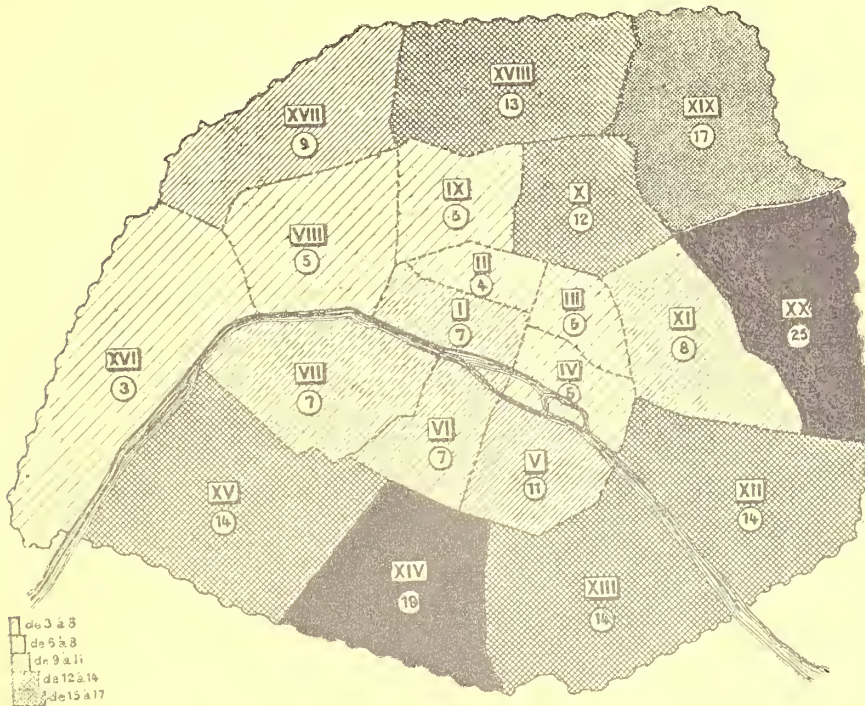 XVIII
13
XIX
17
XVII
9
IX
X
12
VIII
5
II
4
III
I
7
XX
25
XI
8
XVI
3
VII
7
IV
VI
7
V
11
XV
14
XII
14
XIV
XIII
14
de 3 à
de 6 à 8
de 9 à 11
de 12 à 14
de 15 à 17